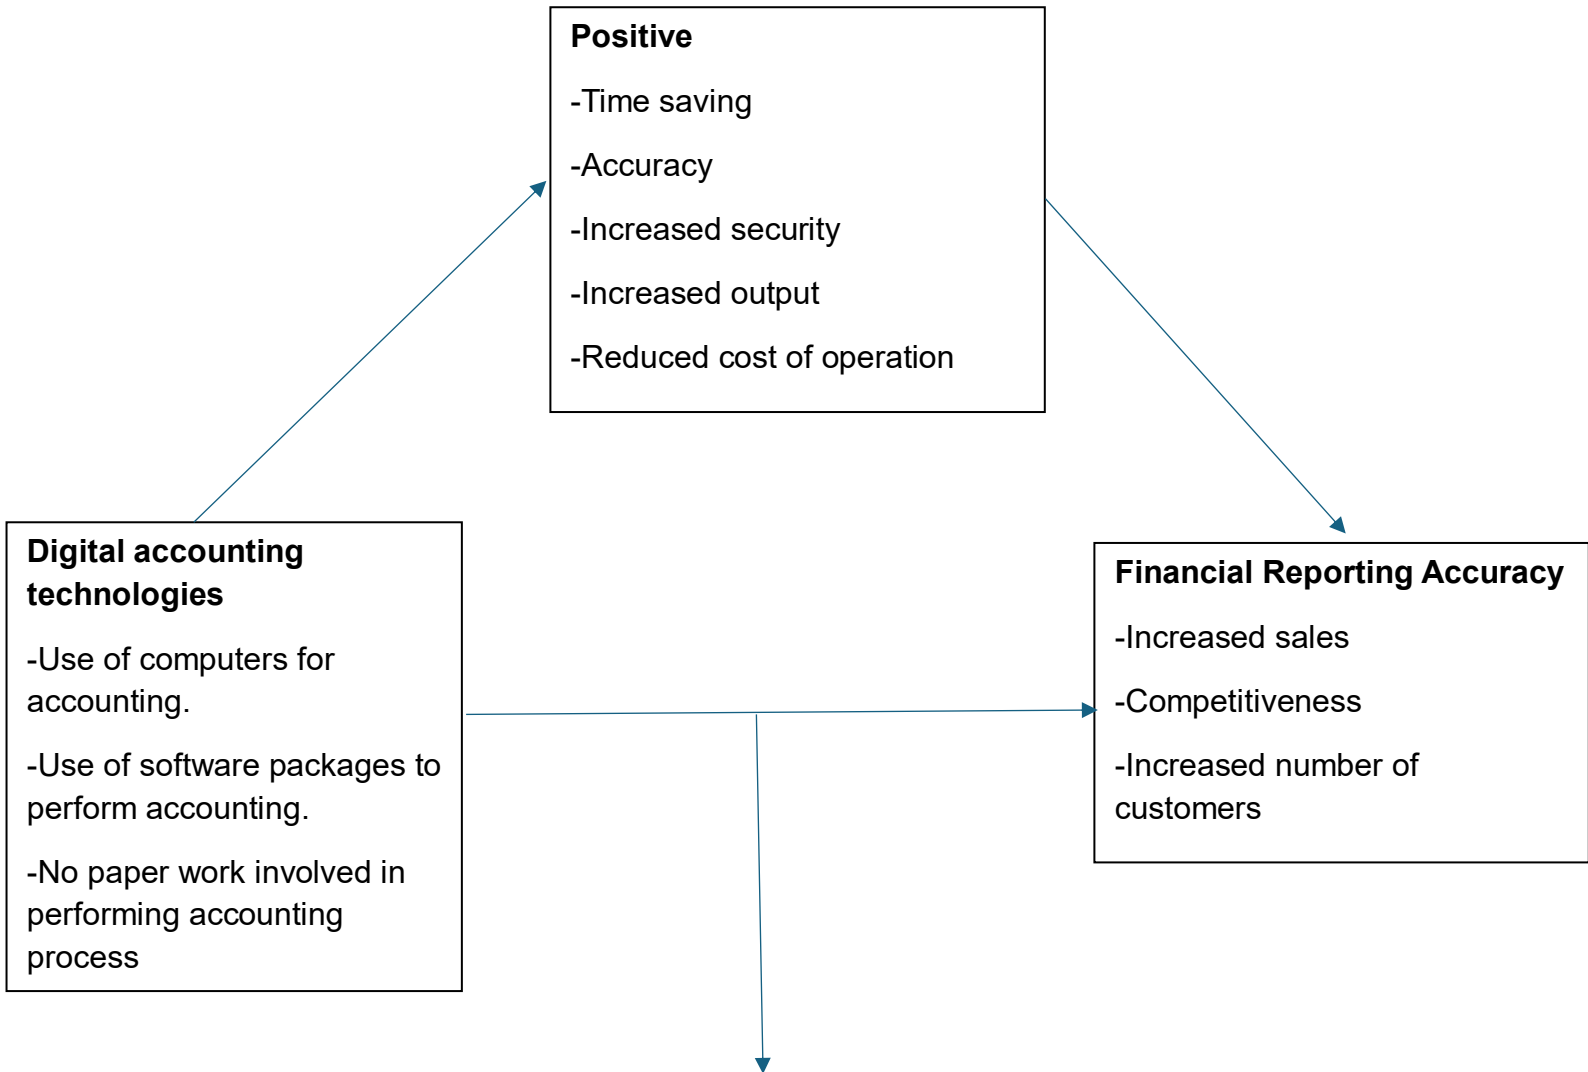 Positive
-Time saving
-Accuracy
-Increased security
-Increased output
-Reduced cost of operation
Digital accounting
technologies
-Use of computers for
accounting.
-Use of software packages to
perform accounting.
-No paper work involved in
performing accounting
process
Financial Reporting Accuracy
-Increased sales
-Competitiveness
-Increased number of
customers